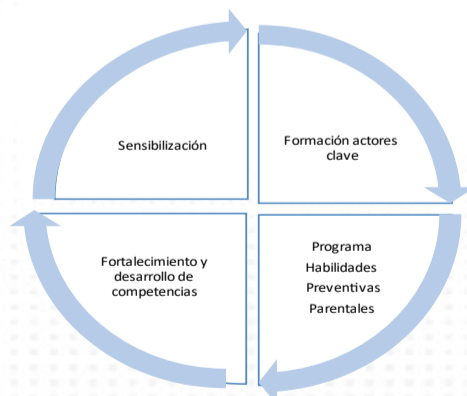 Sensibilización
Formación actores
clave
Fortalecimiento y
desarrollo de
competencias
Programa
Habilidades
Preventivas
Parentales